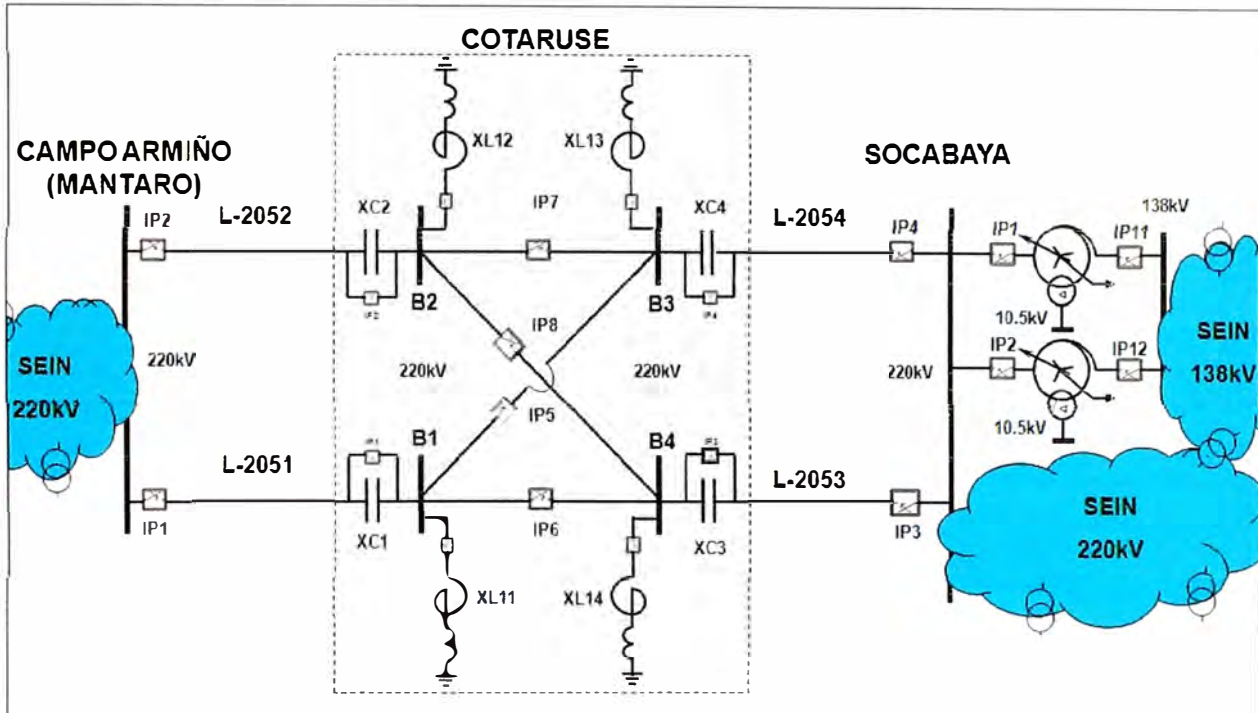 COTARUSE
XL12
XL13
CAMPO ARMIÑO
(MANTARO)
SOCABAYA
IP2
L-2052
XC2
IP7
XC4
L-2054
IP4
IP1
IP11
138kV
IP2
IP4
B2
B3
IP8
10.5kV
SEIN
220kV
220kV
220kV
220kV
220kV
IP2
IP12
SEIN
138kV
IP5
10.5kV
B1
B4
L-2051
L-2053
IP1
XC1
IP6
XC3
IP3
SEIN
220kV
XL11
XL14